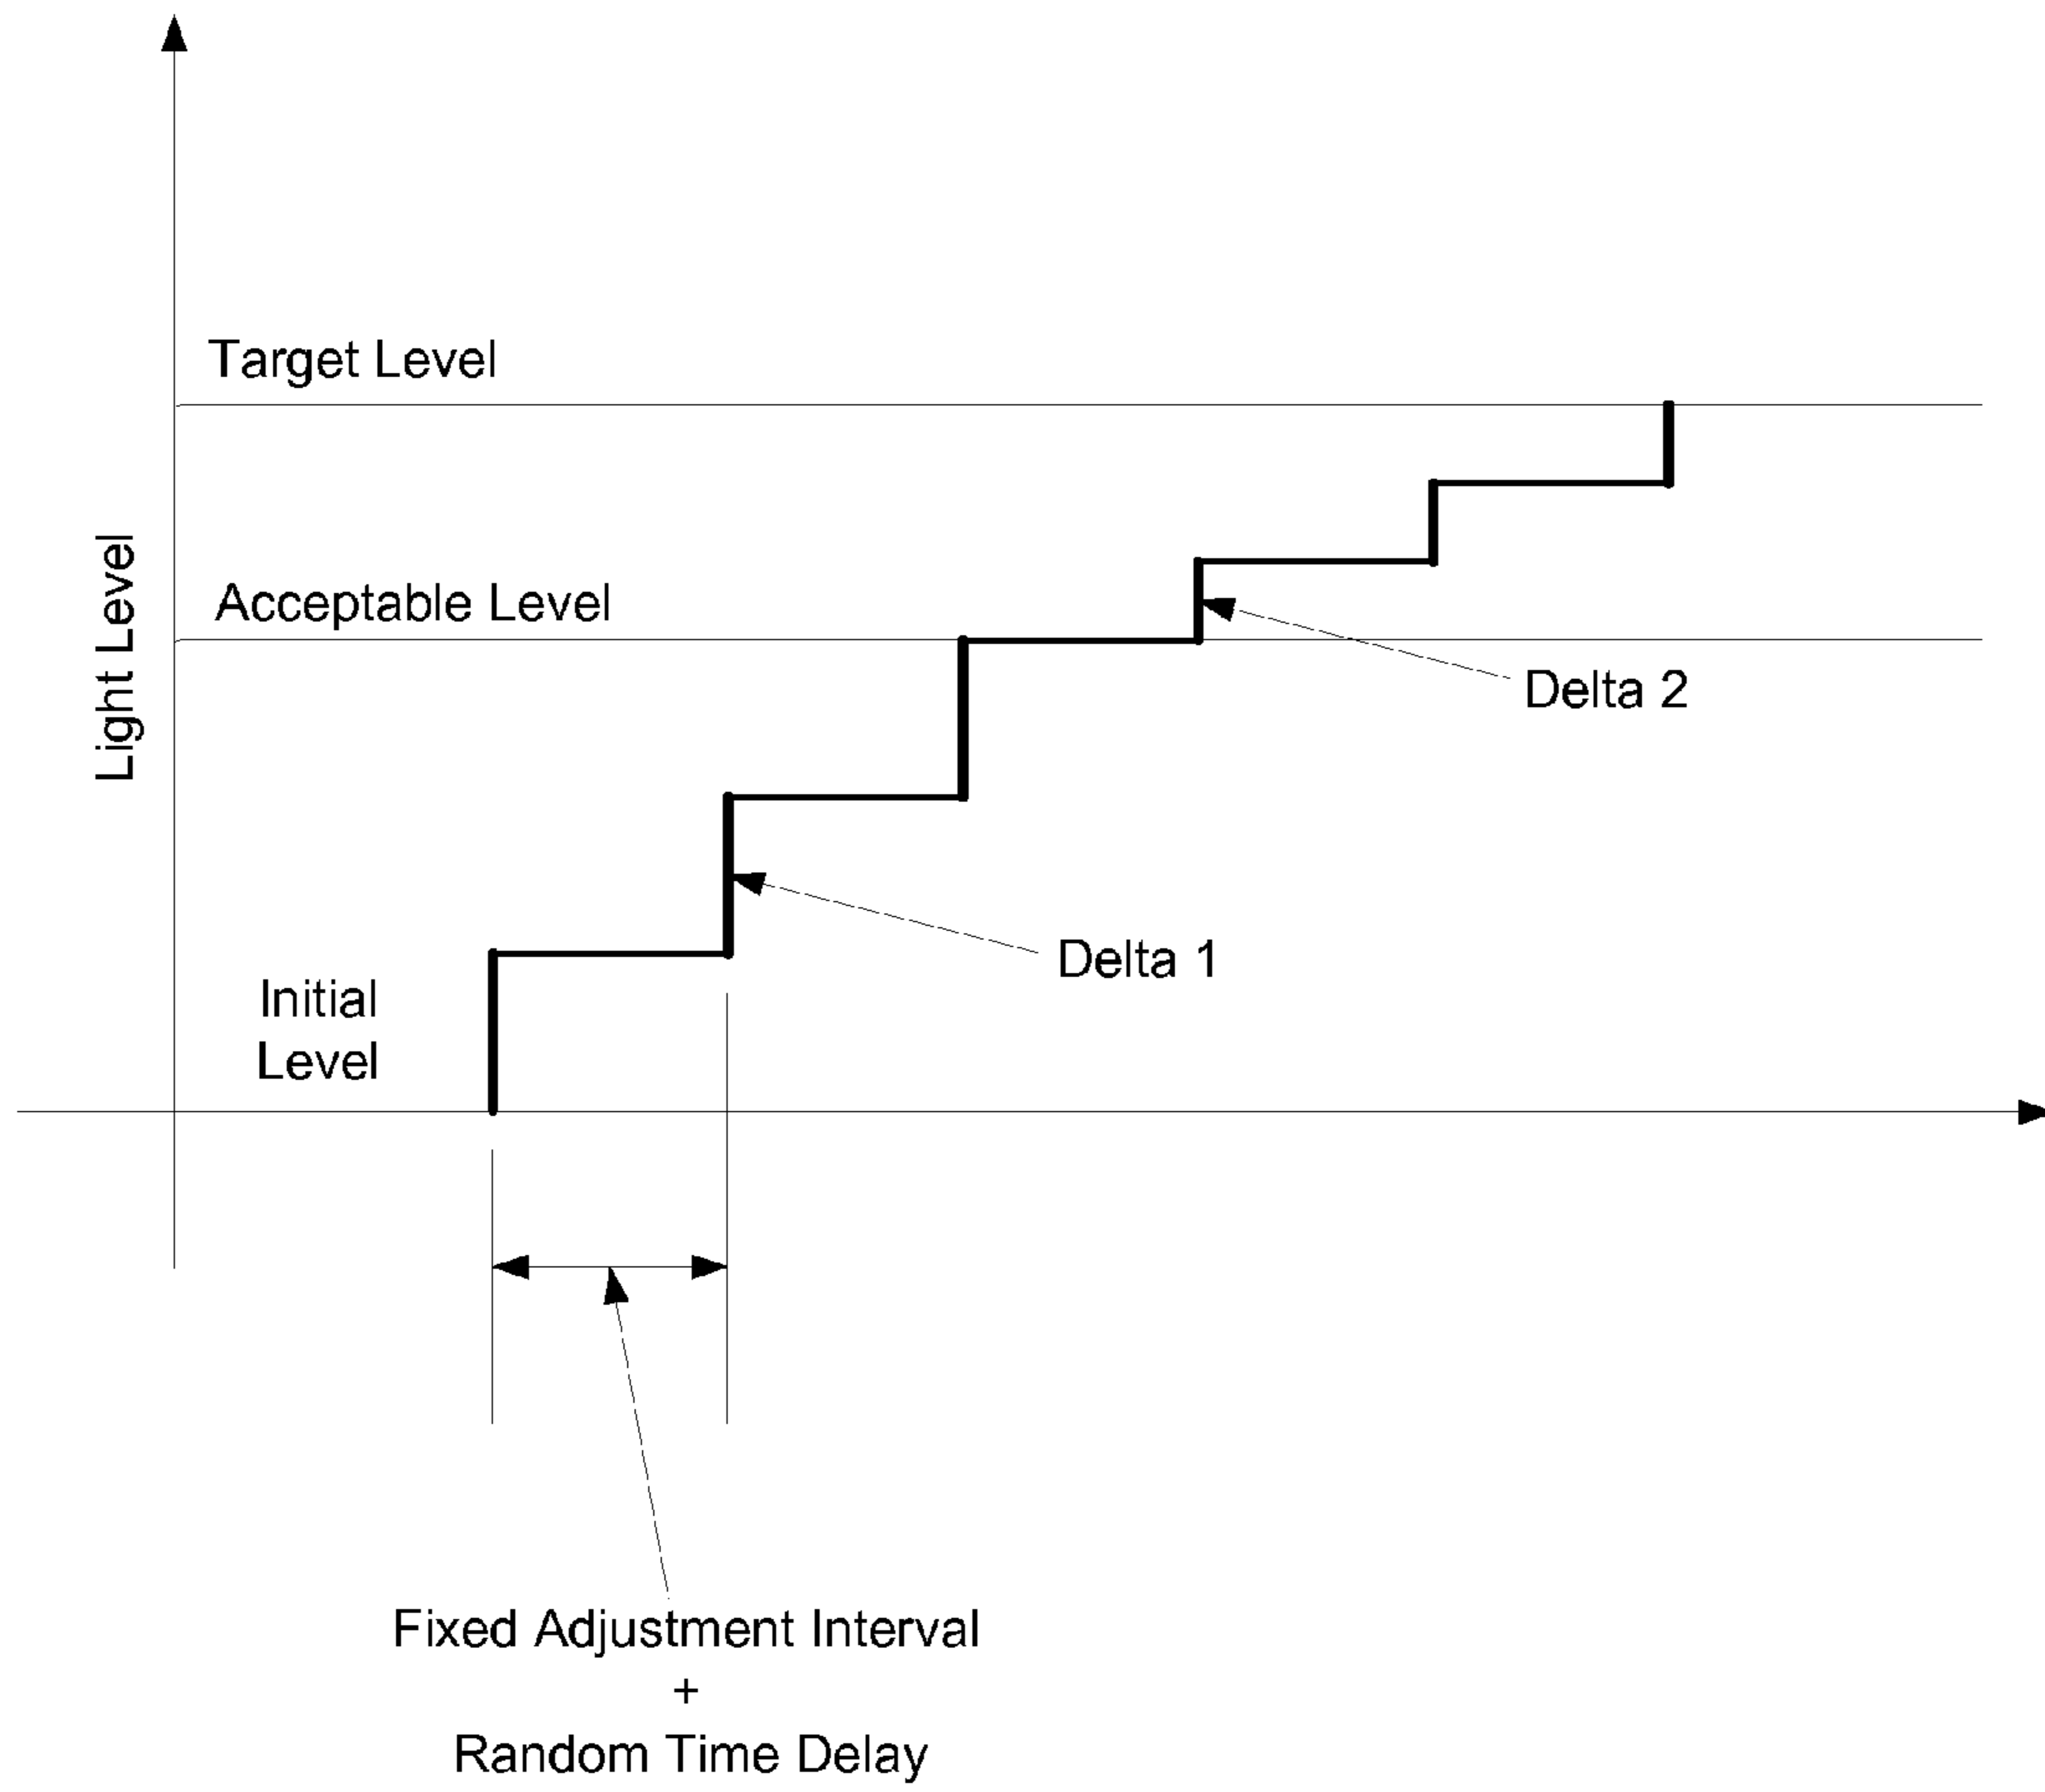 Target Level
Light Level
Acceptable Level
Delta 2
Delta 1
Initial
Level
Fixed Adjustment Interval
+
Random Time Delay